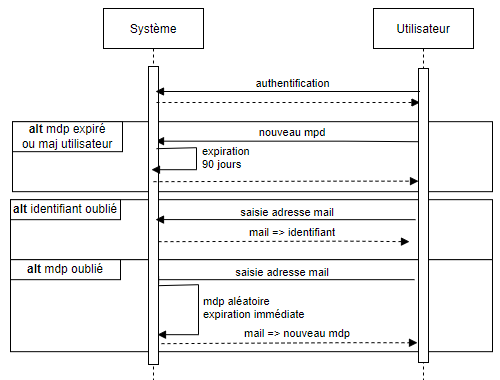 Système
Utilisateur
authentification
alt mdp expiré
ou maj utilisateur
nouveau mpd
expiration
90 jours
alt identifiant oublié
saisie adresse mail
mail => identifiant
alt mdp oublié
saisie adresse mail
mdp aléatoire
expiration immédiate
mail => nouveau mdp